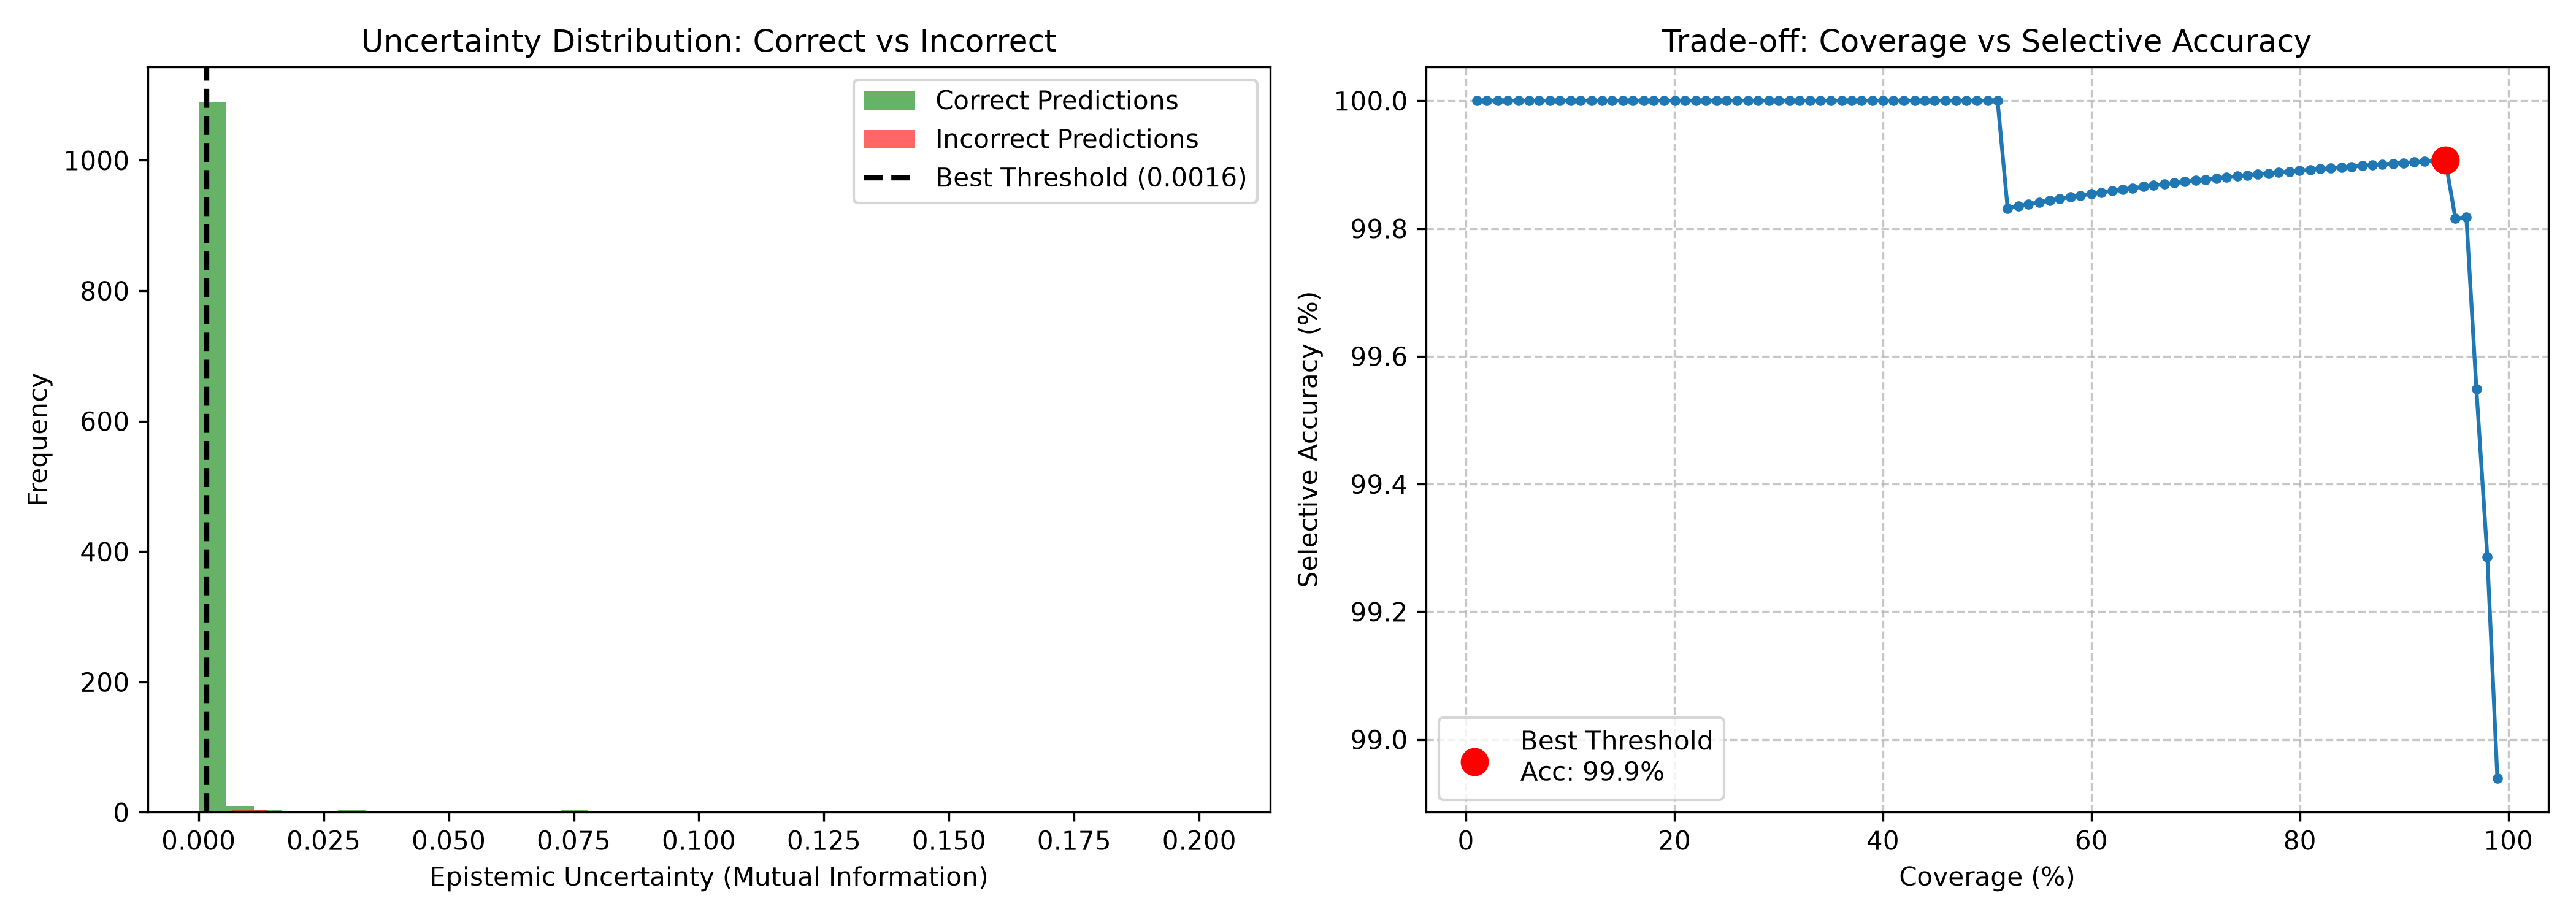 Uncertainty Distribution: Correct vs Incorrect
Correct Predictions
Incorrect Predictions
Best Threshold (0.0016)
Frequency
1000
800
600
400
200
0
0.000 0.025 0.050 0.075 0.100 0.125 0.150 0.175 0.200
Epistemic Uncertainty (Mutual Information)
Trade-off: Coverage vs Selective Accuracy
Selective Accuracy (%)
100.0
99.8
99.6
99.4
99.2
99.0
Best Threshold
Acc: 99.9%
0 20 40 60 80 100
Coverage (%)